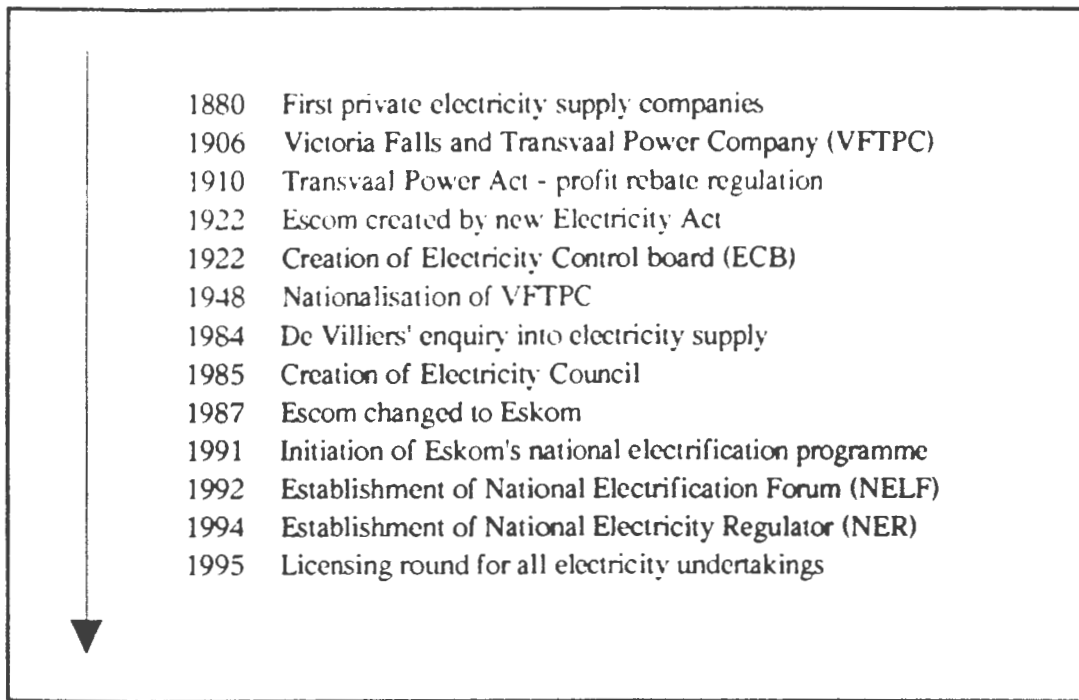 1880 First private electricity supply companies
1906 Victoria Falls and Transvaal Power Company (VFTPC)
1910 Transvaal Power Act - profit rebate regulation
1922 Escom created by new Electricity Act
1922 Creation of Electricity Control board (ECB)
1948 Nationalisation of VFTPC
1984 De Villiers' enquiry into electricity supply
1985 Creation of Electricity Council
1987 Escom changed to Eskom
1991 Initiation of Eskom's national electrification programme
1992 Establishment of National Electrification Forum (NELF)
1994 Establishment of National Electricity Regulator (NER)
1995 Licensing round for all electricity undertakings